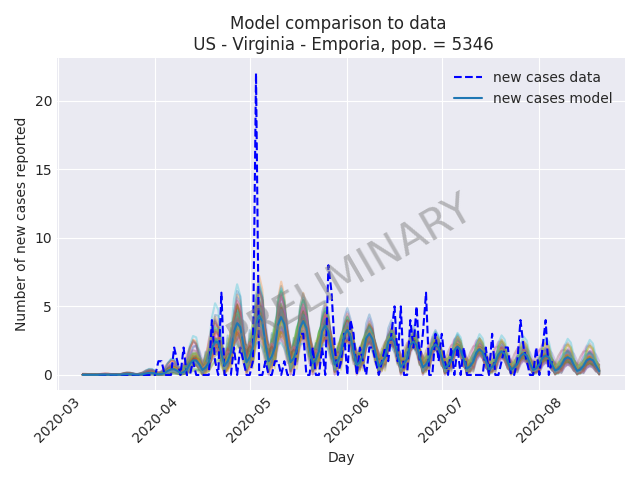 Model comparison to data
US - Virginia - Emporia, pop. = 5346
new cases data
new cases model
Number of new cases reported
20
15
10
5
0
PRELIMINARY
2020-03
2020-04
2020-05
2020-06
2020-07
2020-08
Day